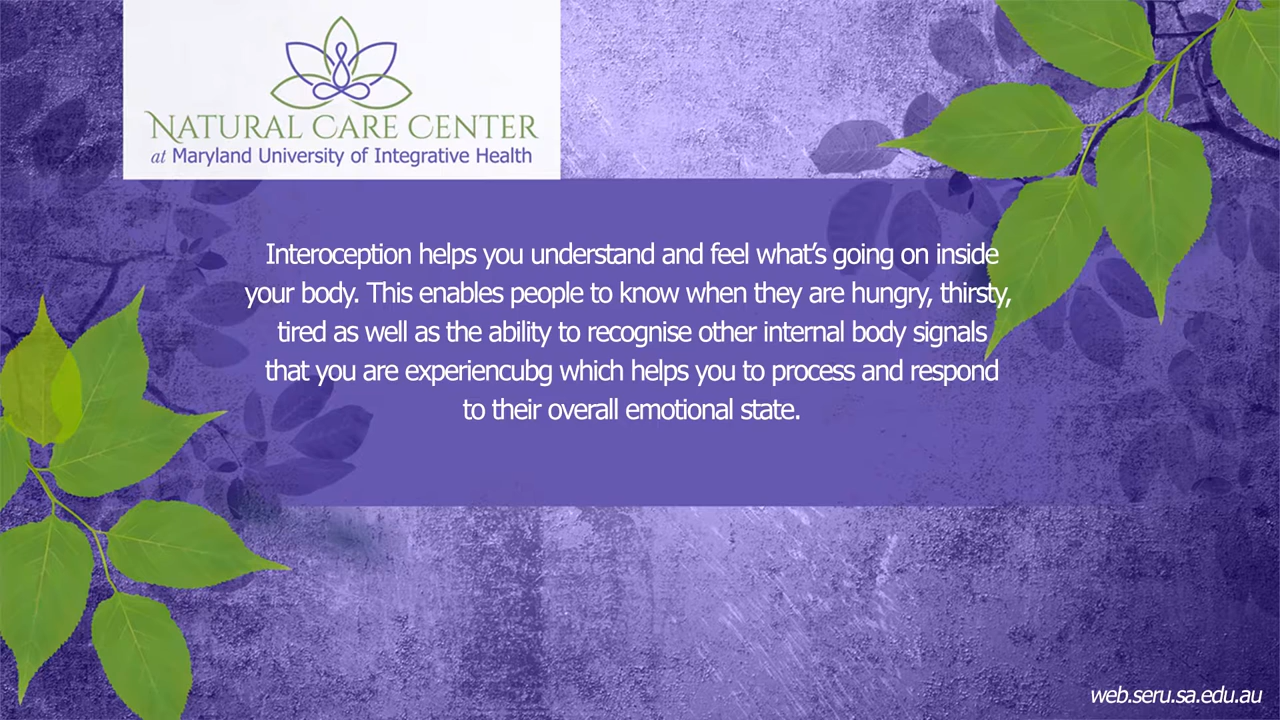 NATURAL CARE CENTER
at Maryland University of Integrative Health
Interoception helps you understand and feel what’s going on inside
your body. This enables people to know when they are hungry, thirsty,
tired as well as the ability to recognise other internal body signals
that you are experiencubg which helps you to process and respond
to their overall emotional state.
web.seru.sa.edu.au